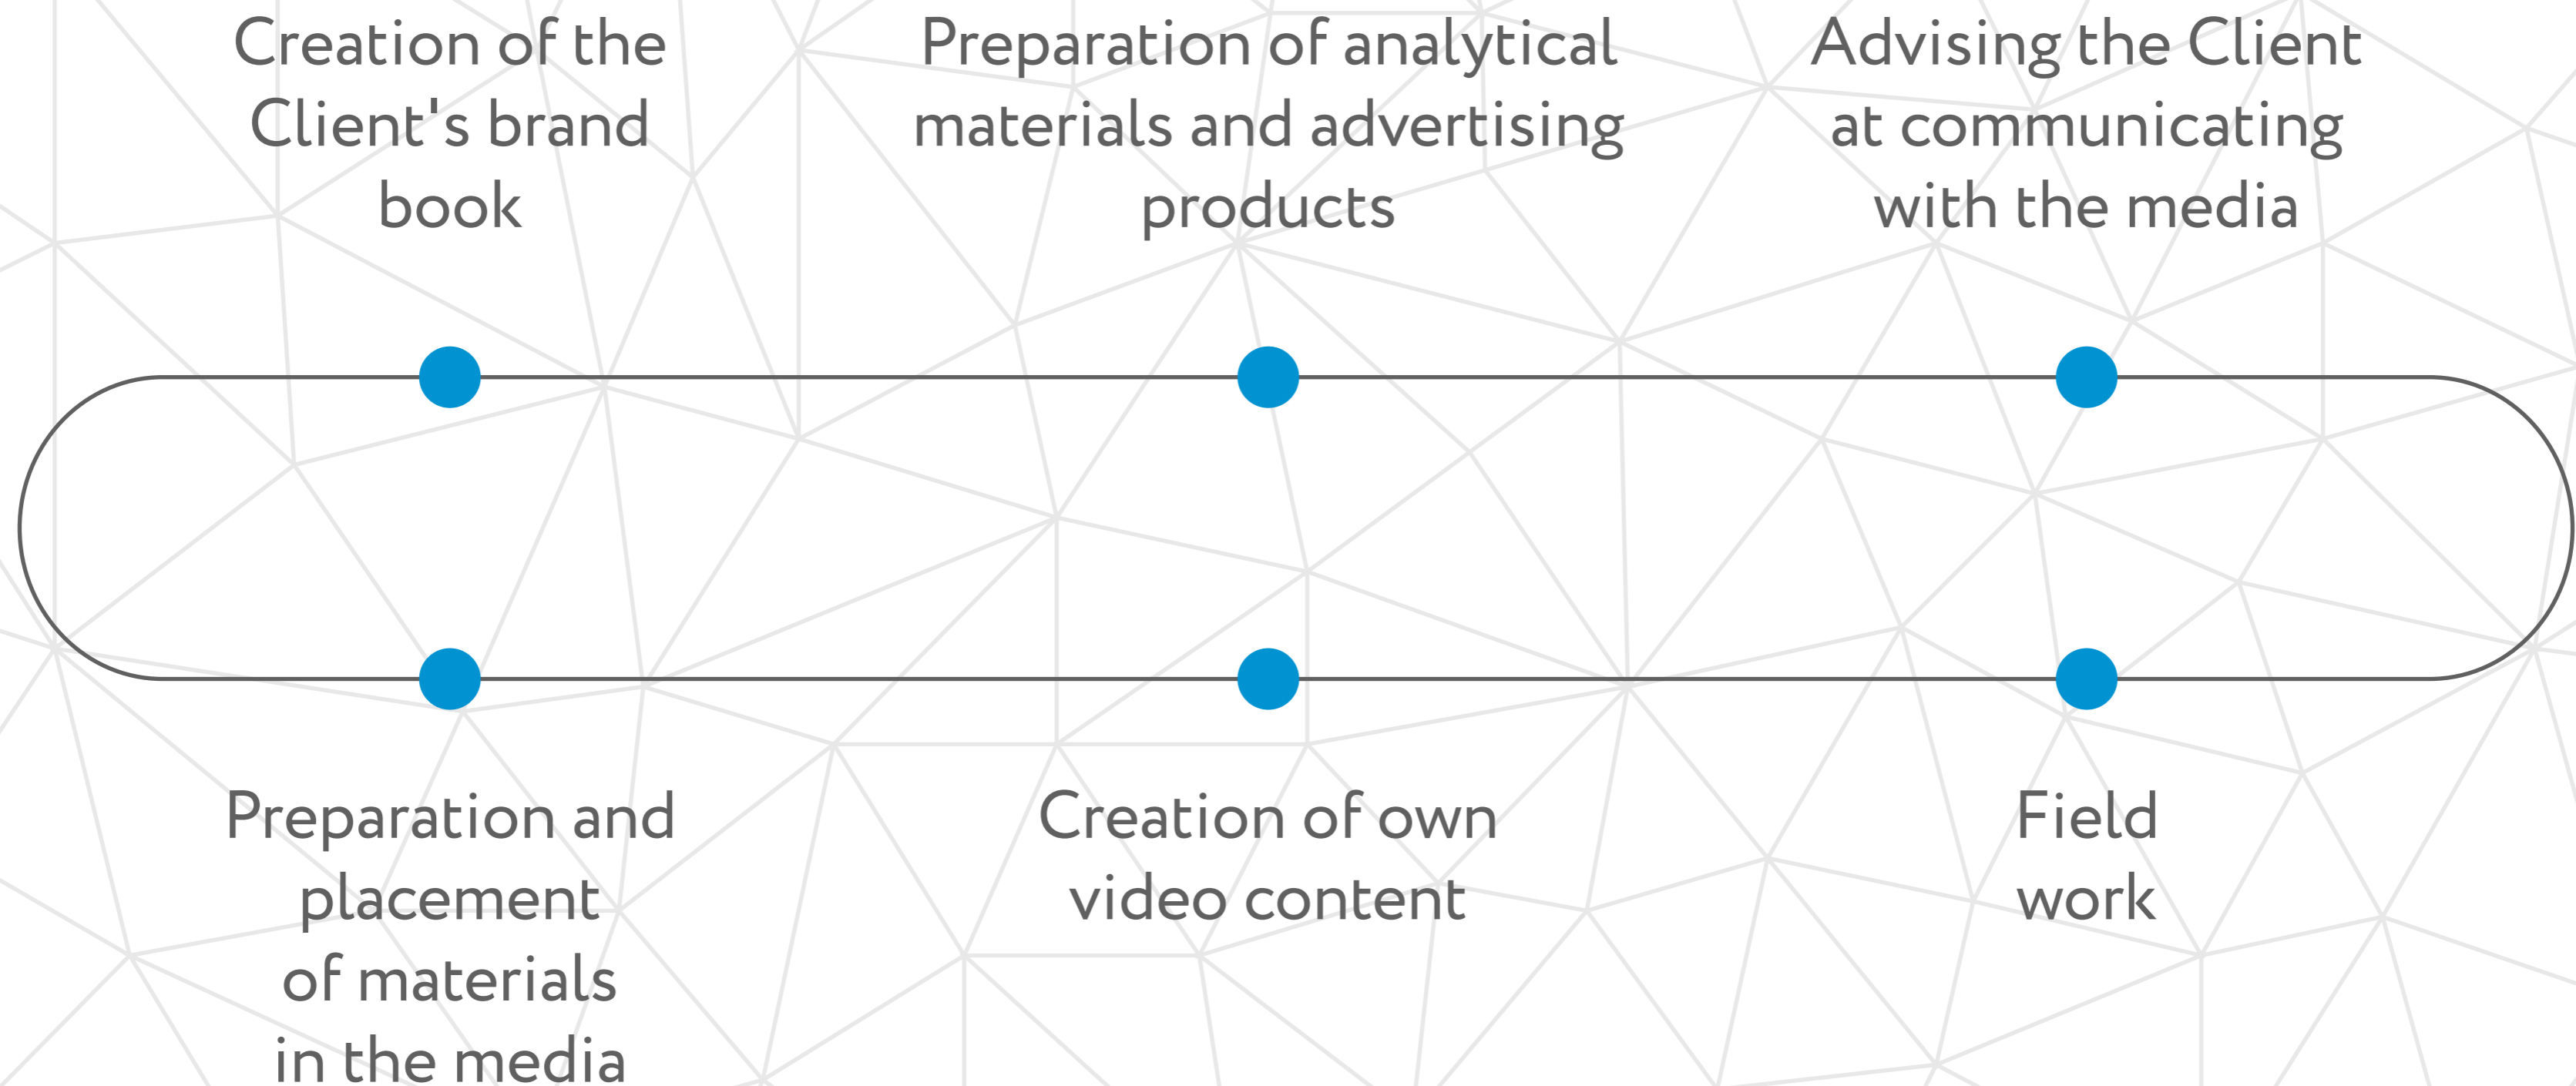 Creation of the
Client's brand
book
Preparation of analytical
materials and advertising
products
Advising the Client
at communicating
with the media
Preparation and
placement
of materials
in the media
Creation of own
video content
Field
work